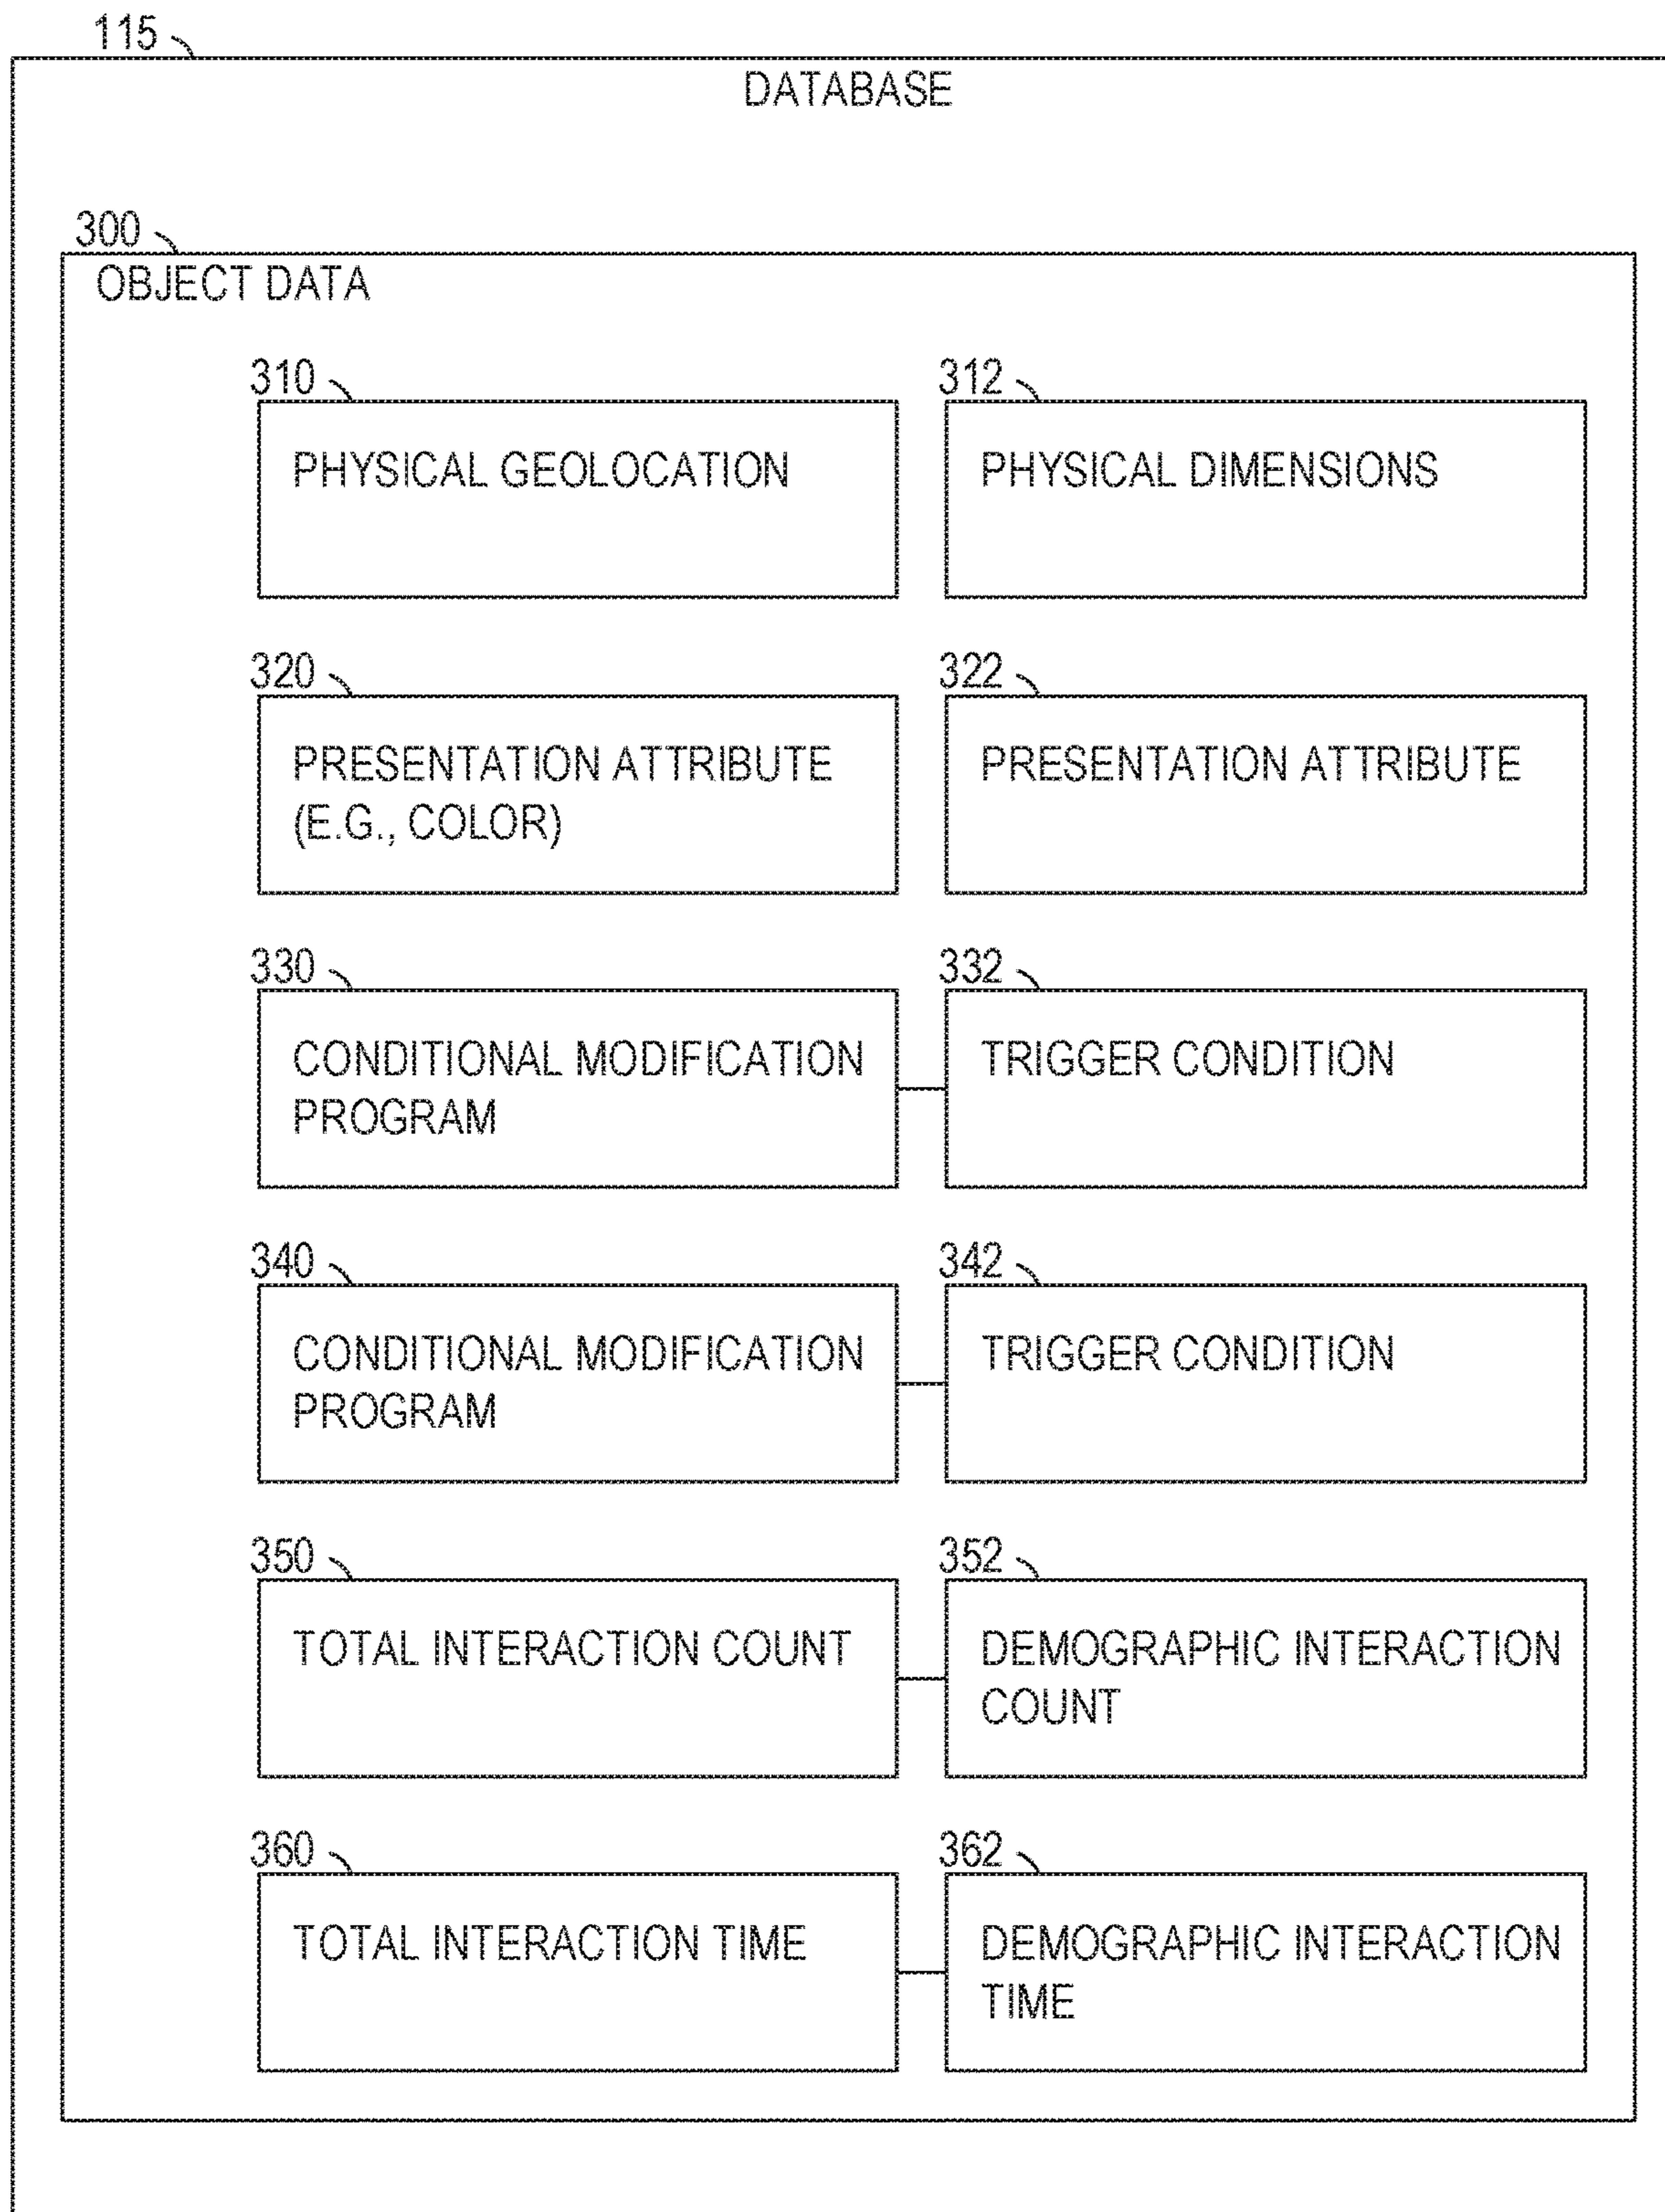 115
DATABASE
300
OBJECT DATA
310
312
PHYSICAL GEOLOCATION
PHYSICAL DIMENSIONS
320
322
PRESENTATION ATTRIBUTE
(E.G., COLOR)
PRESENTATION ATTRIBUTE
330
332
CONDITIONAL MODIFICATION
PROGRAM
TRIGGER CONDITION
340
342
CONDITIONAL MODIFICATION
PROGRAM
TRIGGER CONDITION
350
352
TOTAL INTERACTION COUNT
DEMOGRAPHIC INTERACTION
COUNT
360
362
TOTAL INTERACTION TIME
DEMOGRAPHIC INTERACTION
TIME